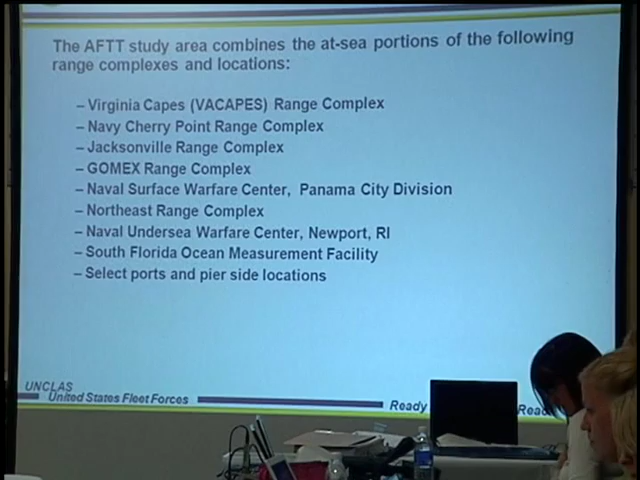 The AFTT study area combines the at-sea portions of the following
range complexes and locations:
– Virginia Capes (VACAPES) Range Complex
– Navy Cherry Point Range Complex
– Jacksonville Range Complex
– GOMEX Range Complex
– Naval Surface Warfare Center, Panama City Division
– Northeast Range Complex
– Naval Undersea Warfare Center, Newport, RI
– South Florida Ocean Measurement Facility
– Select ports and pier side locations
UNCLAS
United States Fleet Forces
Ready